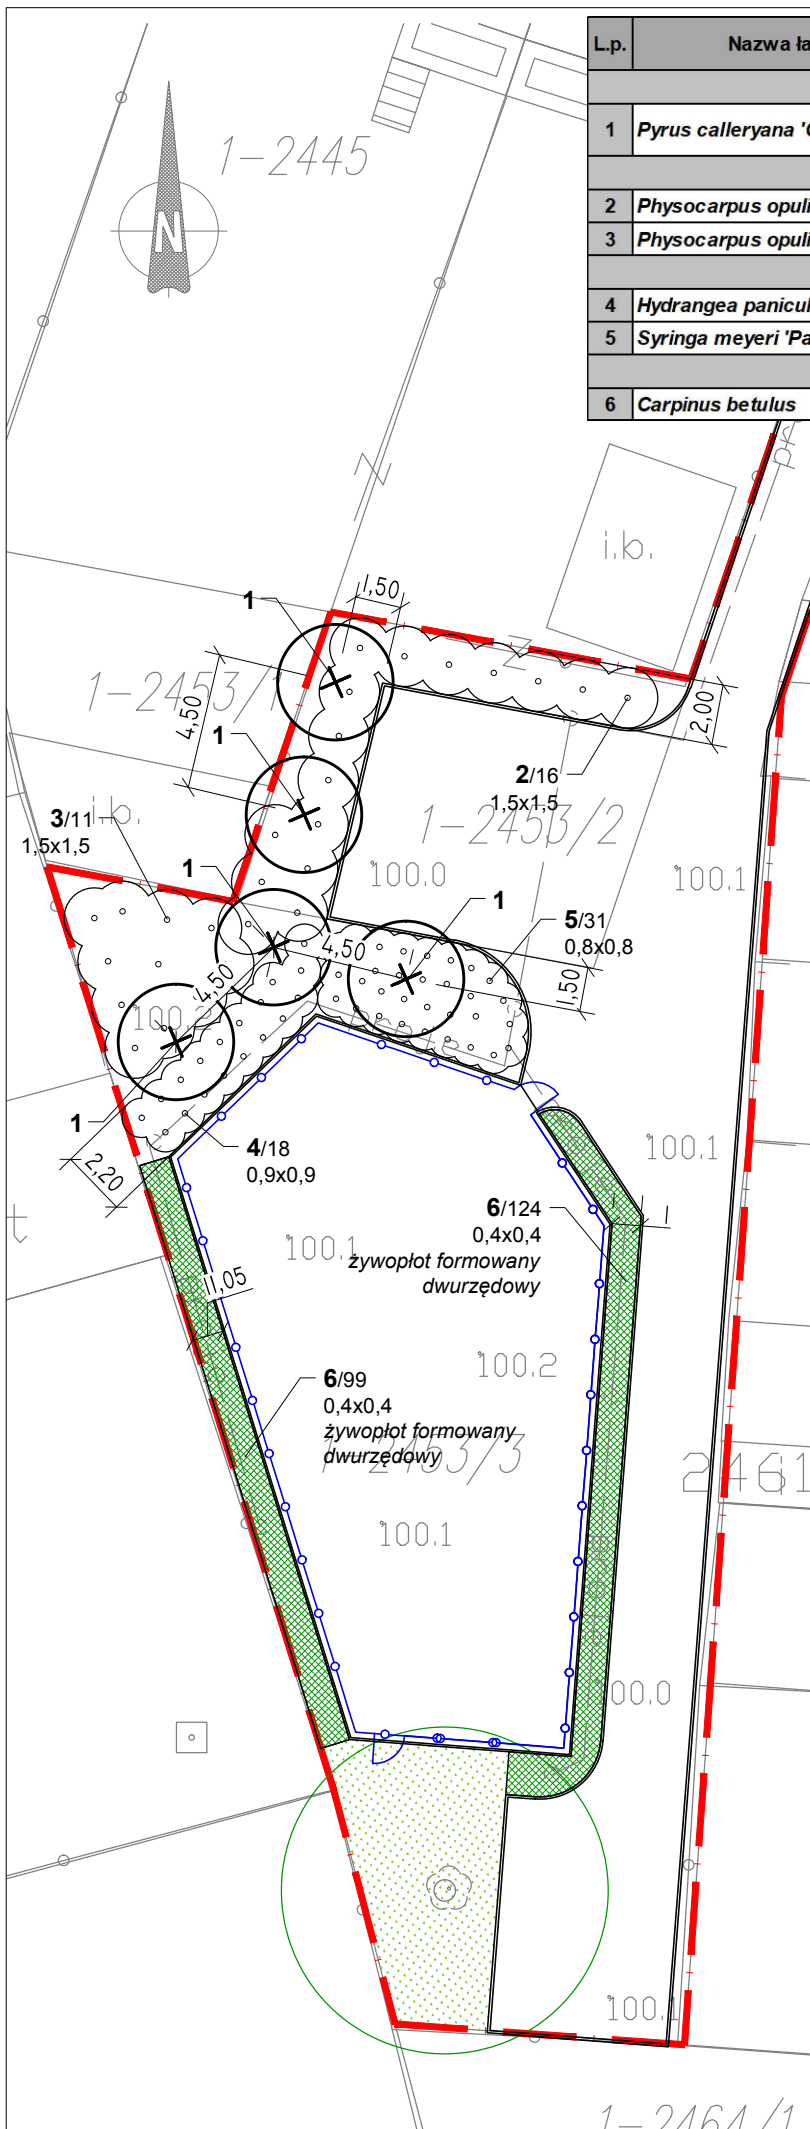 L.p.
Nazwa ła
1 Pyrus calleryana '
2 Physocarpus opuli
3 Physocarpus opuli
4 Hydrangea panicul
5 Syringa meyeri 'Pa
6 Carpinus betulus
1-2445
N
i.b.
1
1,50
1-2453/1
4,50
2,00
1
2/16
1,5x1,5
3/11
1,5x1,5
i.b.
1-2453/2
1
100.0
100.1
1
5/31
0,8x0,8
4,50
4,50
1,50
100.2
1
4/18
0,9x0,9
2,20
100.1
6/124
0,4x0,4
żywopłot formowany
dwurzędowy
t
100.1
1,05
100.2
6/99
0,4x0,4
żywopłot formowany
dwurzędowy
1-2453/3
2461
100.1
100.0
100.1
1-2464/1